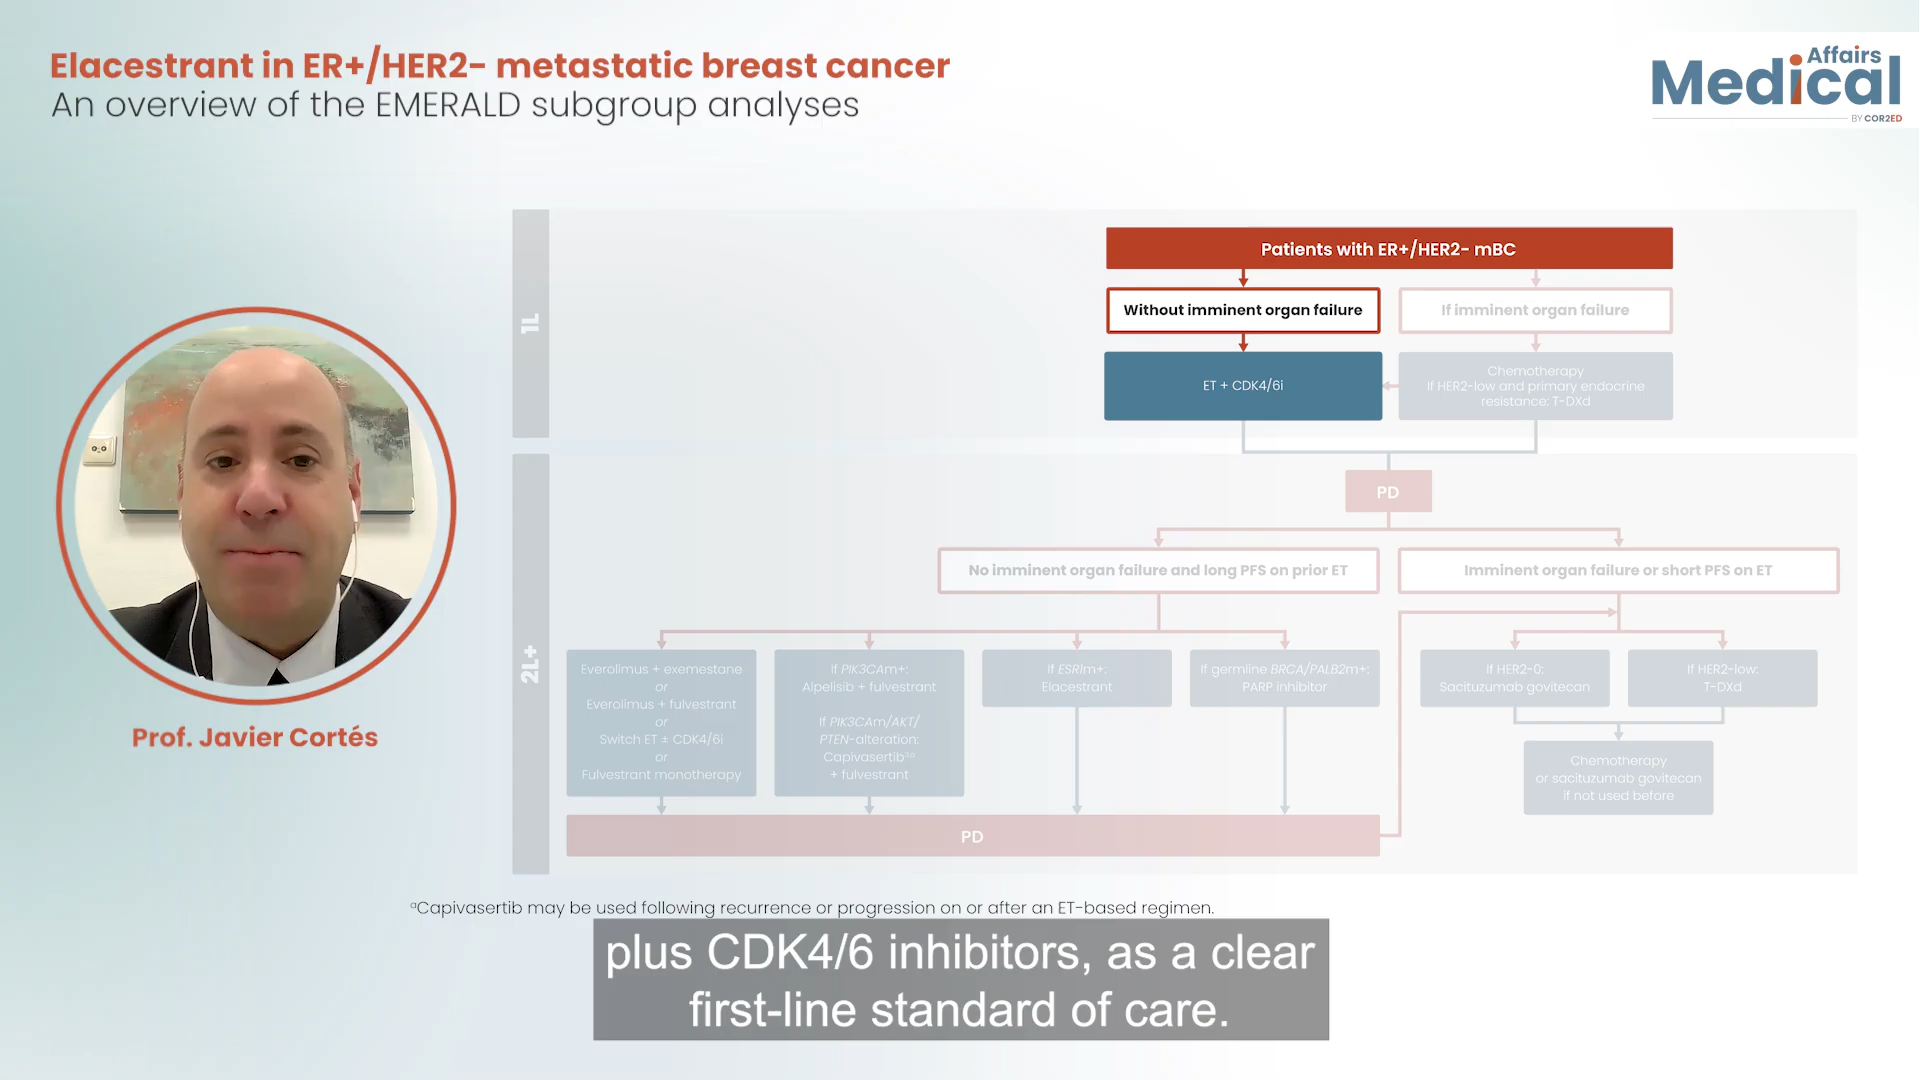 Elacestrant in ER+/HER2- metastatic breast cancer
An overview of the EMERALD subgroup analyses
Affairs
Medical
BY COR2ED
1L
Patients with ER+/HER2- mBC
Without imminent organ failure
If imminent organ failure
ET + CDK4/6i
Chemotherapy
If HER2-low and primary endocrine
resistance: T-DXd
2L+
PD
No imminent organ failure and long PFS on prior ET
Imminent organ failure or short PFS on ET
Everolimus + exemestane
or
Everolimus + fulvestrant
or
Switch ET ± CDK4/6i
or
Fulvestrant monotherapy
If PIK3CAm+:
Alpelisib + fulvestrant
If PIK3CAm/AKT/
PTEN-alteration:
Capivasertib
+ fulvestrant
If ESR1m+:
Elacestrant
If germline BRCA/PALB2m+:
PARP inhibitor
If HER2-0:
Sacituzumab govitecan
If HER2-low:
T-DXd
Chemotherapy
or sacituzumab govitecan
if not used before
PD
Prof. Javier Cortés
ᵃCapivasertib may be used following recurrence or progression on or after an ET-based regimen.
plus CDK4/6 inhibitors, as a clear
first-line standard of care.